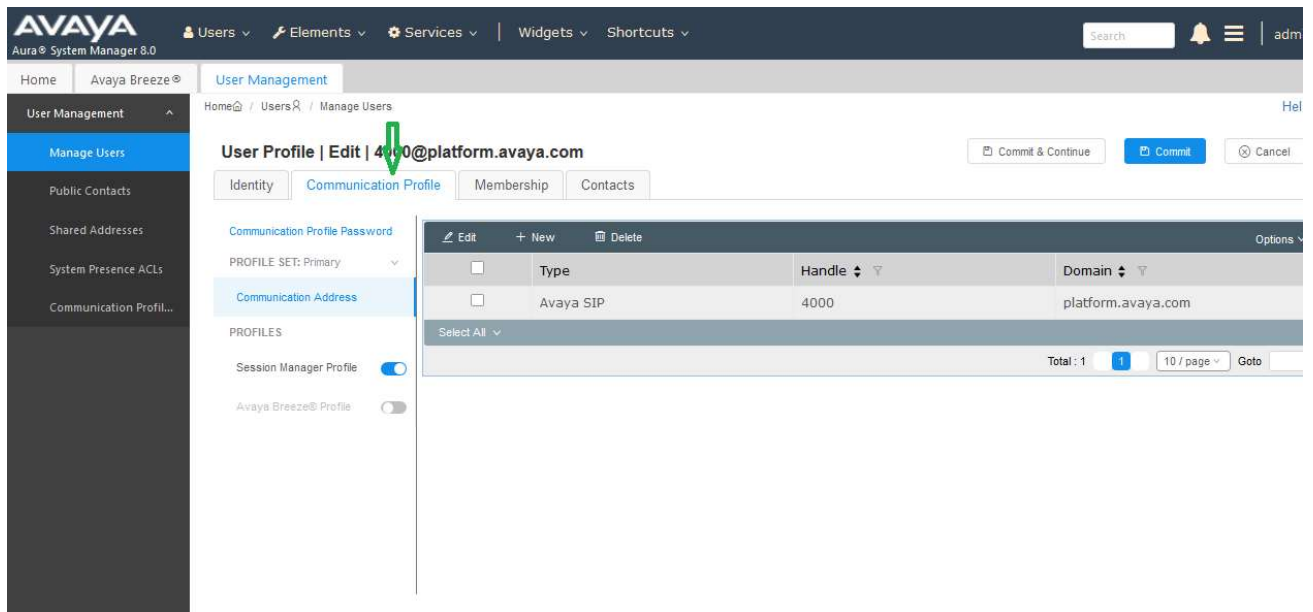 AVAYA
Aura® System Manager 8.0
Users Elements Services | Widgets Shortcuts Search adm
Home Avaya Breeze® User Management
User Management
Home / Users / Manage Users Hel
Manage Users
User Profile | Edit | 4000@platform.avaya.com Commit & Continue Commit Cancel
Public Contacts
Identity Communication Profile Membership Contacts
Shared Addresses
Communication Profile Password
Edit + New Delete Options
System Presence ACLs
PROFILE SET: Primary
Type Handle Domain
Communication Profil...
Communication Address
Avaya SIP 4000 platform.avaya.com
PROFILES
Select All
Session Manager Profile
Total : 1 1 10 / page Goto
Avaya Breeze® Profile